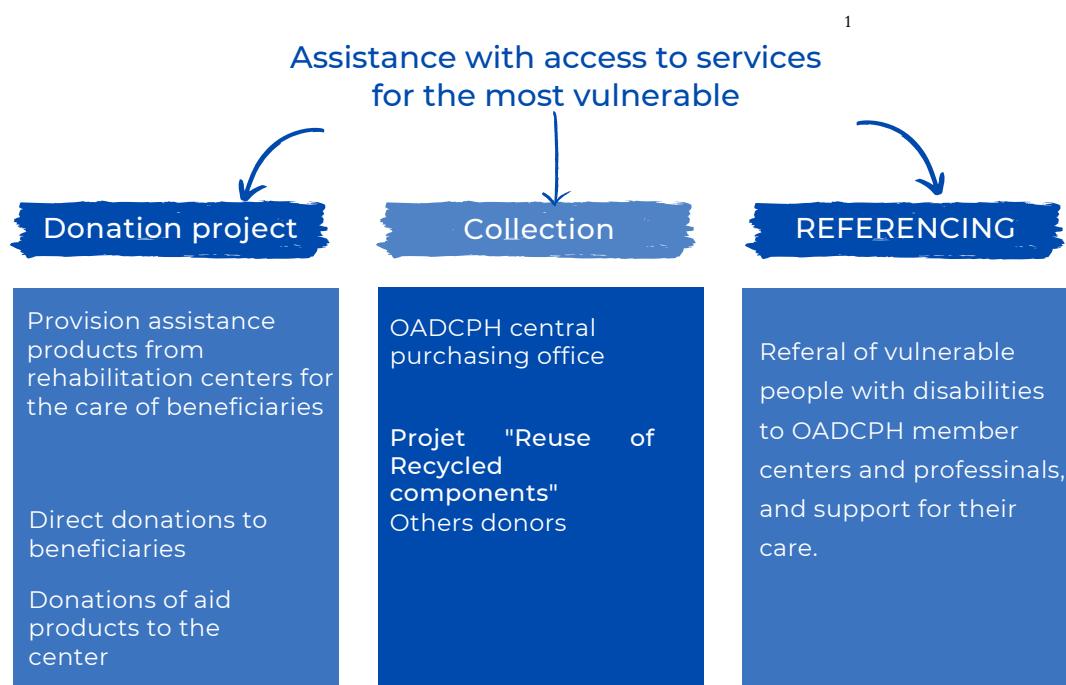 1
Assistance with access to services
for the most vulnerable
Donation project
Collection
REFERENCING
Provision assistance
products from
rehabilitation centers for
the care of beneficiaries
Direct donations to
beneficiaries
Donations of aid
products to the
center
OADCPH central
purchasing office
Projet "Reuse of
Recycled
components"
Others donors
Referal of vulnerable
people with disabilities
to OADCPH member
centers and professinals,
and support for their
care.